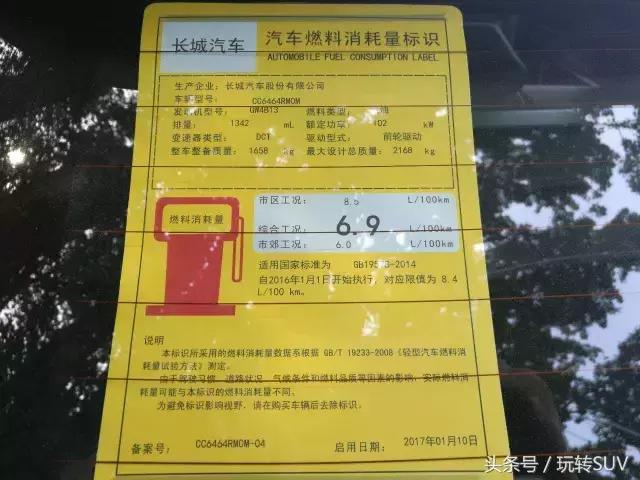 长城汽车
汽车燃料消耗量标识
AUTOMOBILE FUEL CONSUMPTION LABEL
生产企业: 长城汽车股份有限公司
车辆型号: CC6464RM0M
发动机型号: GW4B13 燃料类型: 汽油
排量: 1342 mL 额定功率: 102 kW
变速器类型: DCT 驱动型式: 前轮驱动
整车整备质量: 1658 kg 最大设计总质量: 2168 kg
燃料消耗量
市区工况: 8.5 L/100km
综合工况: 6.9 L/100km
市郊工况: 6.0 L/100km
适用国家标准为 GB19578-2014
自2016年1月1日开始执行, 对应限值为 8.4
L/100 km。
说明
本标识所采用的燃料消耗量数据系根据 GB/T 19233-2008《轻型汽车燃料消
耗量试验方法》测定。
由于驾驶习惯、道路状况、气候条件和燃料品质等因素的影响, 实际燃料消
耗量可能与本标识的燃料消耗量不同。
为避免标识影响视野, 请在购买车辆后去除标识。
备案号: CC6464RM0M-04 启用日期: 2017年01月10日
头条号 / 玩转SUV